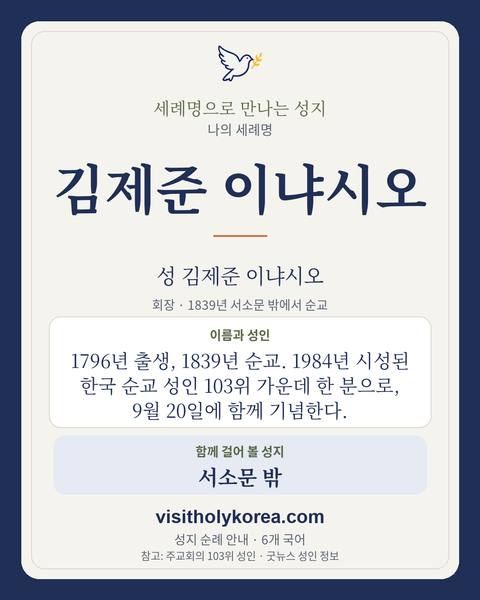 세례명으로 만나는 성지
나의 세례명
김제준 이냐시오
성 김제준 이냐시오
회장 · 1839년 서소문 밖에서 순교
이름과 성인
1796년 출생, 1839년 순교. 1984년 시성된
한국 순교 성인 103위 가운데 한 분으로,
9월 20일에 함께 기념한다.
함께 걸어 볼 성지
서소문 밖
visitholykorea.com
성지 순례 안내 · 6개 국어
참고: 주교회의 103위 성인 · 굿뉴스 성인 정보